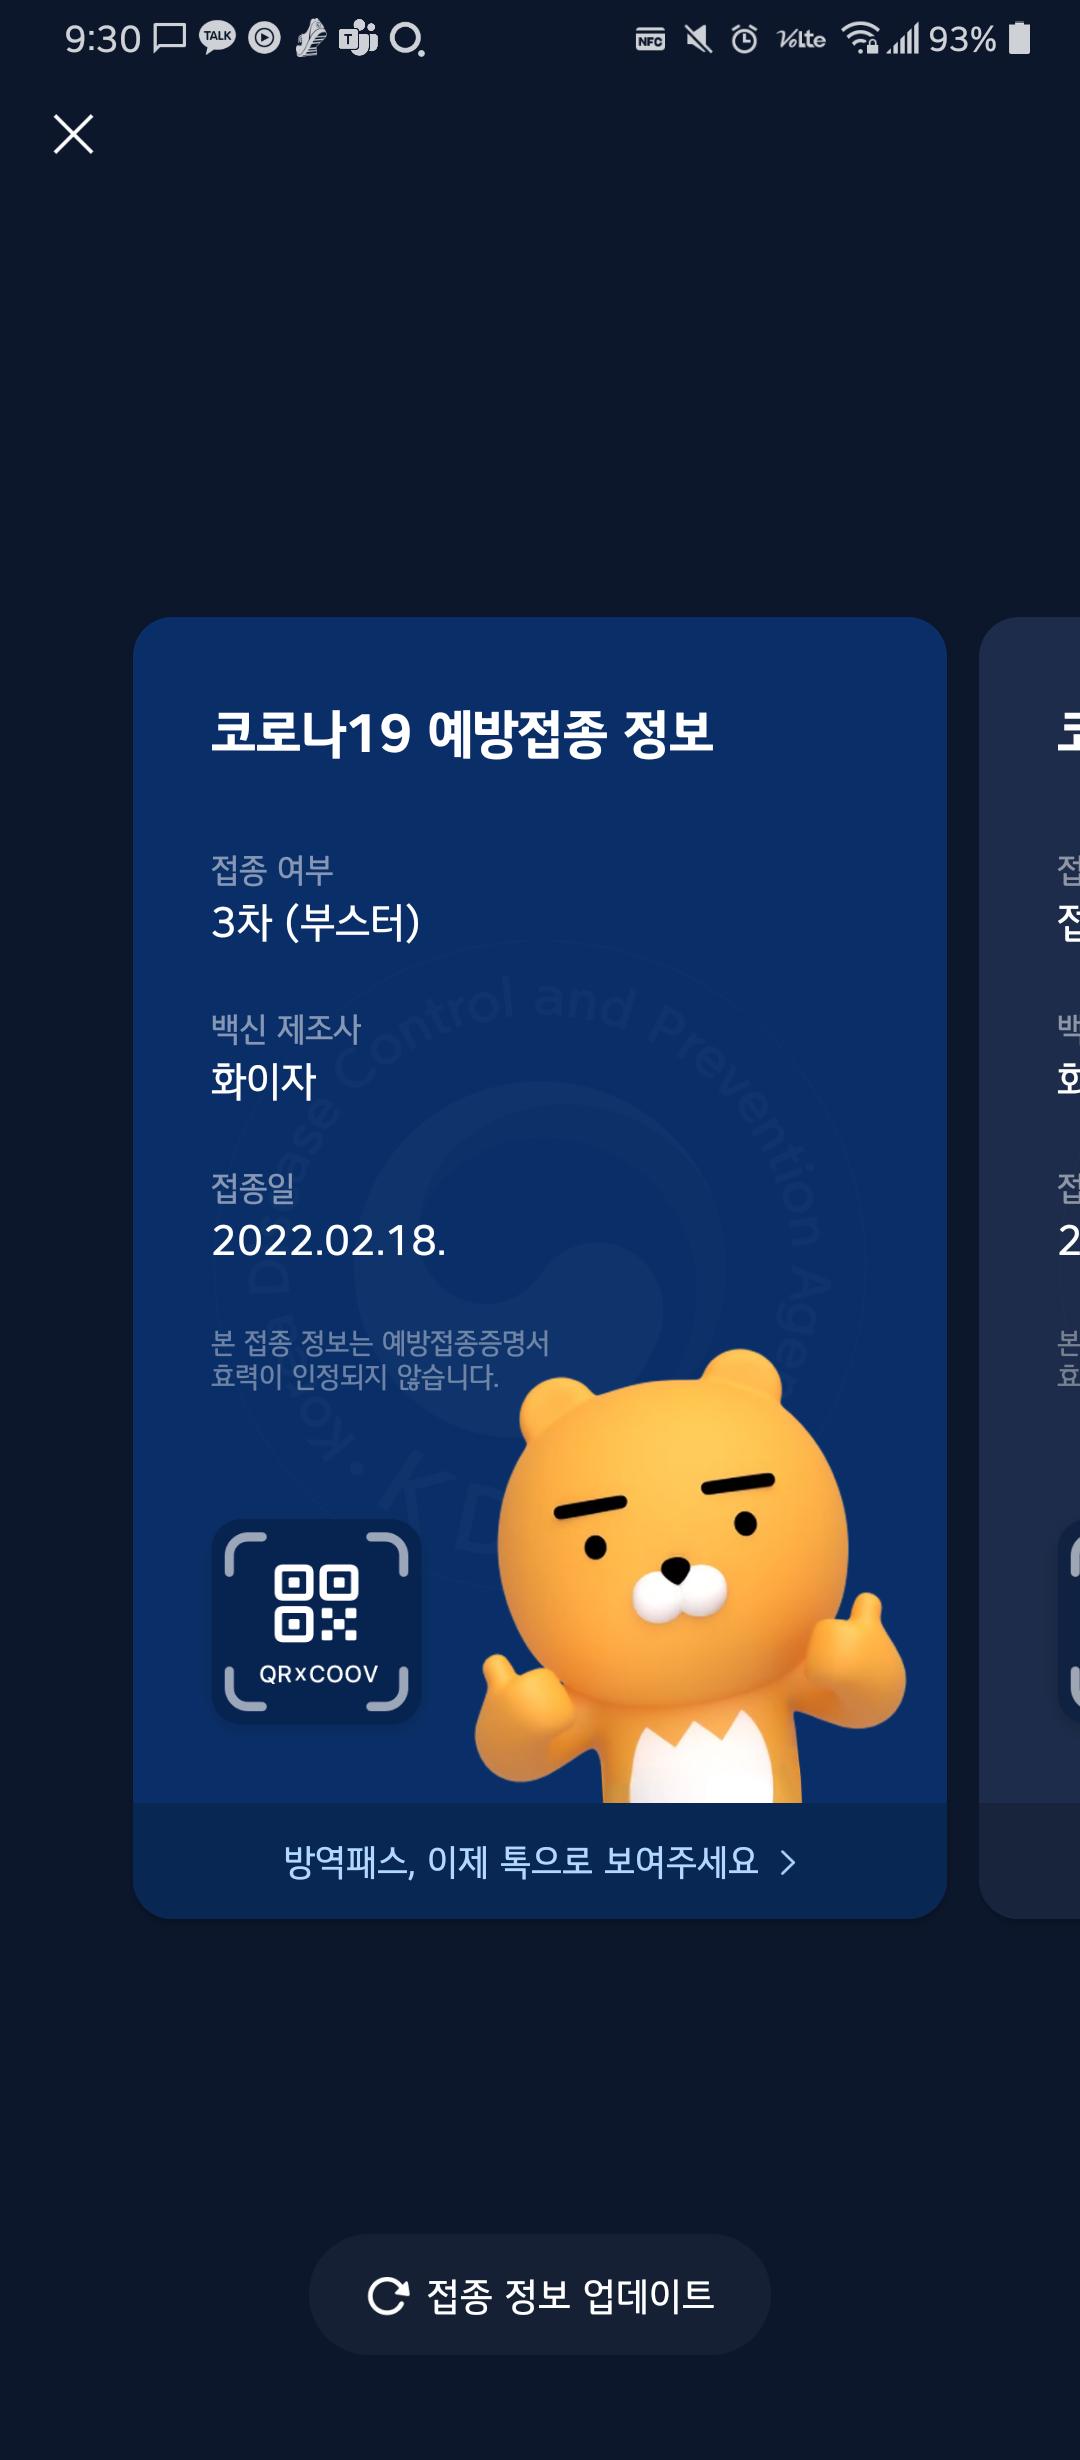 9:30 TALK T NFC VoLte 93%
코로나19 예방접종 정보
접종 여부
3차 (부스터)
백신 제조사
화이자
접종일
2022.02.18.
본 접종 정보는 예방접종증명서
효력이 인정되지 않습니다.
Korea Disease Control and Prevention
QRxCOOV
방역패스, 이제 톡으로 보여주세요
접종 정보 업데이트